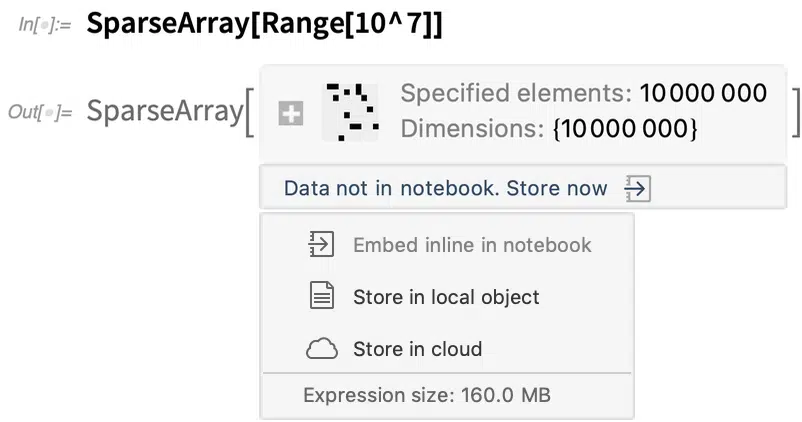 In[ ]:= SparseArray[Range[10^7]]
Out[ ]= SparseArray[ Specified elements: 10 000 000
Dimensions: {10 000 000} ]
Data not in notebook. Store now
Embed inline in notebook
Store in local object
Store in cloud
Expression size: 160.0 MB